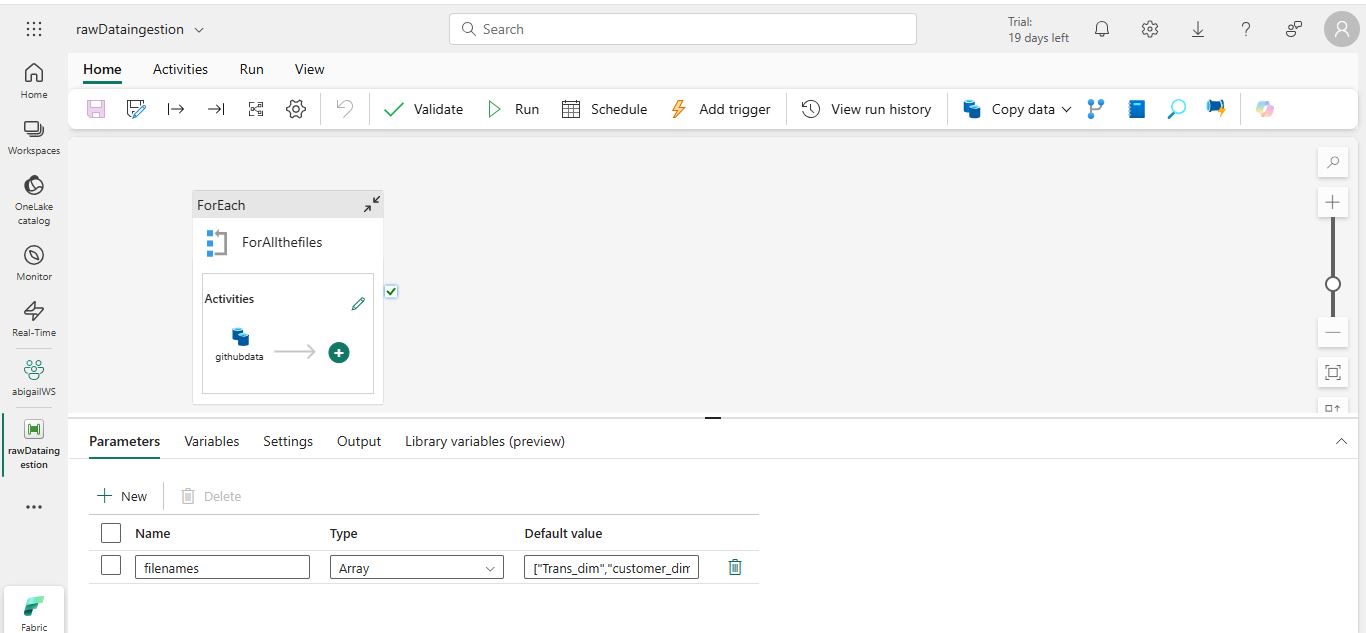 rawDataingestion
Search
Trial:
19 days left
Home Activities Run View
Validate Run Schedule Add trigger View run history Copy data
Home
Workspaces
OneLake
catalog
Monitor
Real-Time
abigailWS
rawDataing
estion
Fabric
ForEach
ForAllthefiles
Activities
githubdata
Parameters Variables Settings Output Library variables (preview)
New Delete
Name Type Default value
filenames Array ["Trans_dim","customer_dim